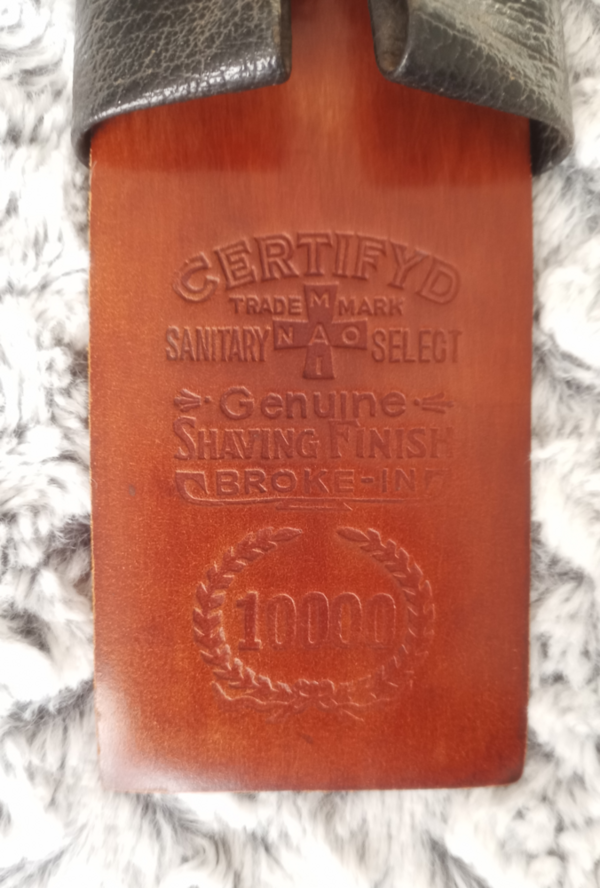 CERTIFYD
TRADE M MARK
SANITARY N A O SELECT
I
Genuine
SHAVING FINISH
BROKE-IN
10000